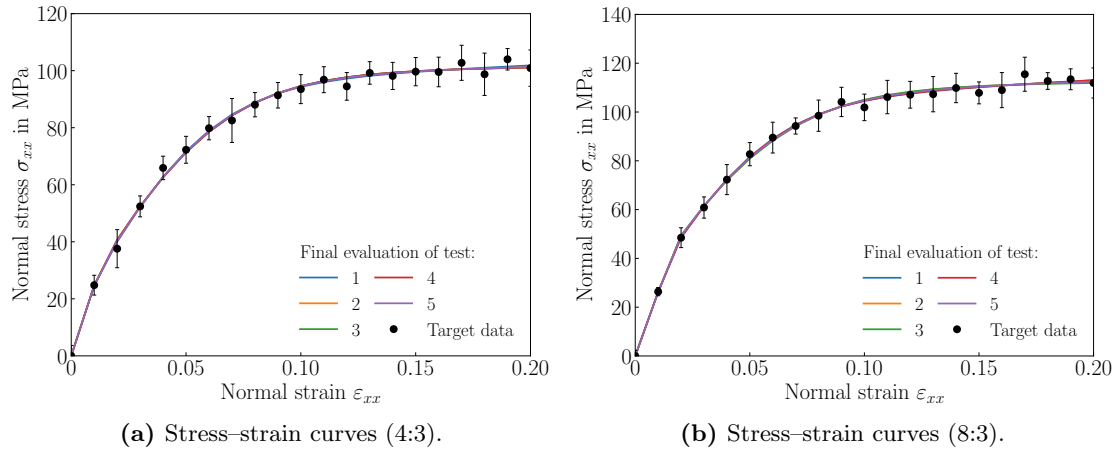 120
100
80
60
40
20
0
Normal stress σxx in MPa
Final evaluation of test:
1 4
2 5
3 Target data
0 0.05 0.10 0.15 0.20
Normal strain εxx
(a) Stress–strain curves (4:3).
140
120
100
80
60
40
20
0
Normal stress σxx in MPa
Final evaluation of test:
1 4
2 5
3 Target data
0 0.05 0.10 0.15 0.20
Normal strain εxx
(b) Stress–strain curves (8:3).